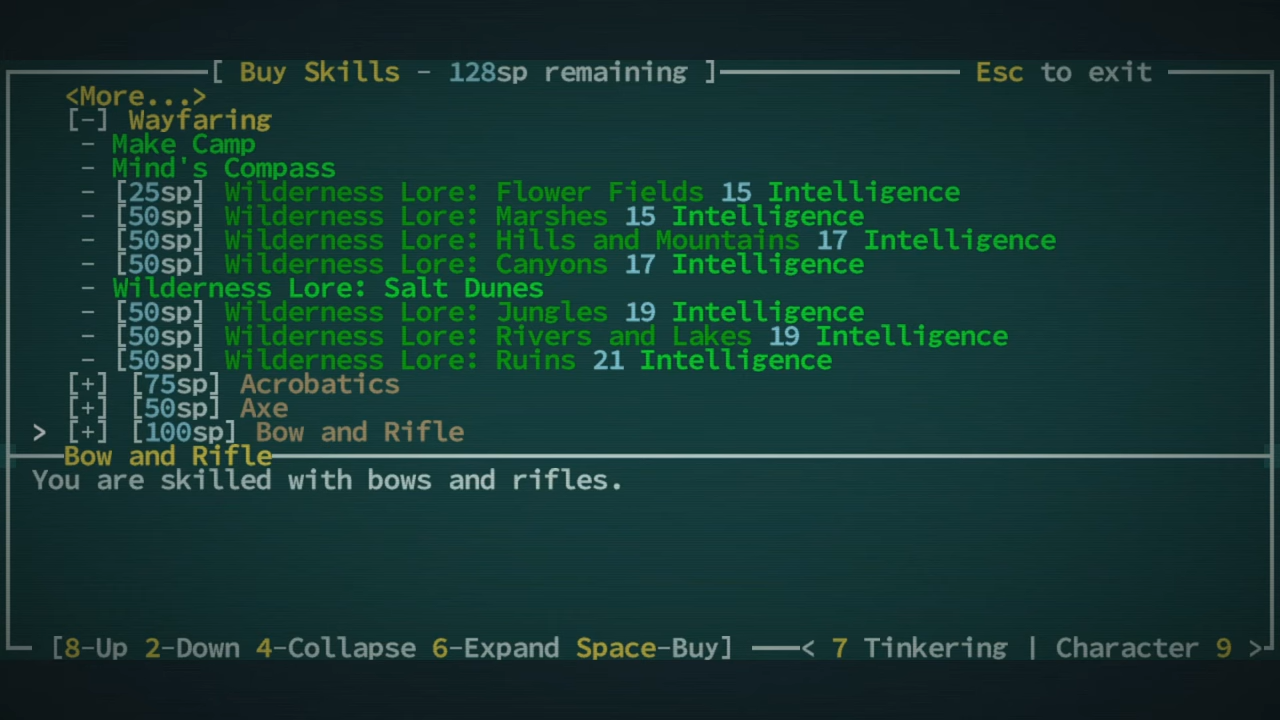 [ Buy Skills - 128sp remaining ] Esc to exit
<More...>
[-] Wayfaring
- Make Camp
- Mind's Compass
- [25sp] Wilderness Lore: Flower Fields 15 Intelligence
- [50sp] Wilderness Lore: Marshes 15 Intelligence
- [50sp] Wilderness Lore: Hills and Mountains 17 Intelligence
- [50sp] Wilderness Lore: Canyons 17 Intelligence
- Wilderness Lore: Salt Dunes
- [50sp] Wilderness Lore: Jungles 19 Intelligence
- [50sp] Wilderness Lore: Rivers and Lakes 19 Intelligence
- [50sp] Wilderness Lore: Ruins 21 Intelligence
[+] [75sp] Acrobatics
[+] [50sp] Axe
> [+] [100sp] Bow and Rifle
Bow and Rifle
You are skilled with bows and rifles.
[8-Up 2-Down 4-Collapse 6-Expand Space-Buy] < 7 Tinkering | Character 9 >